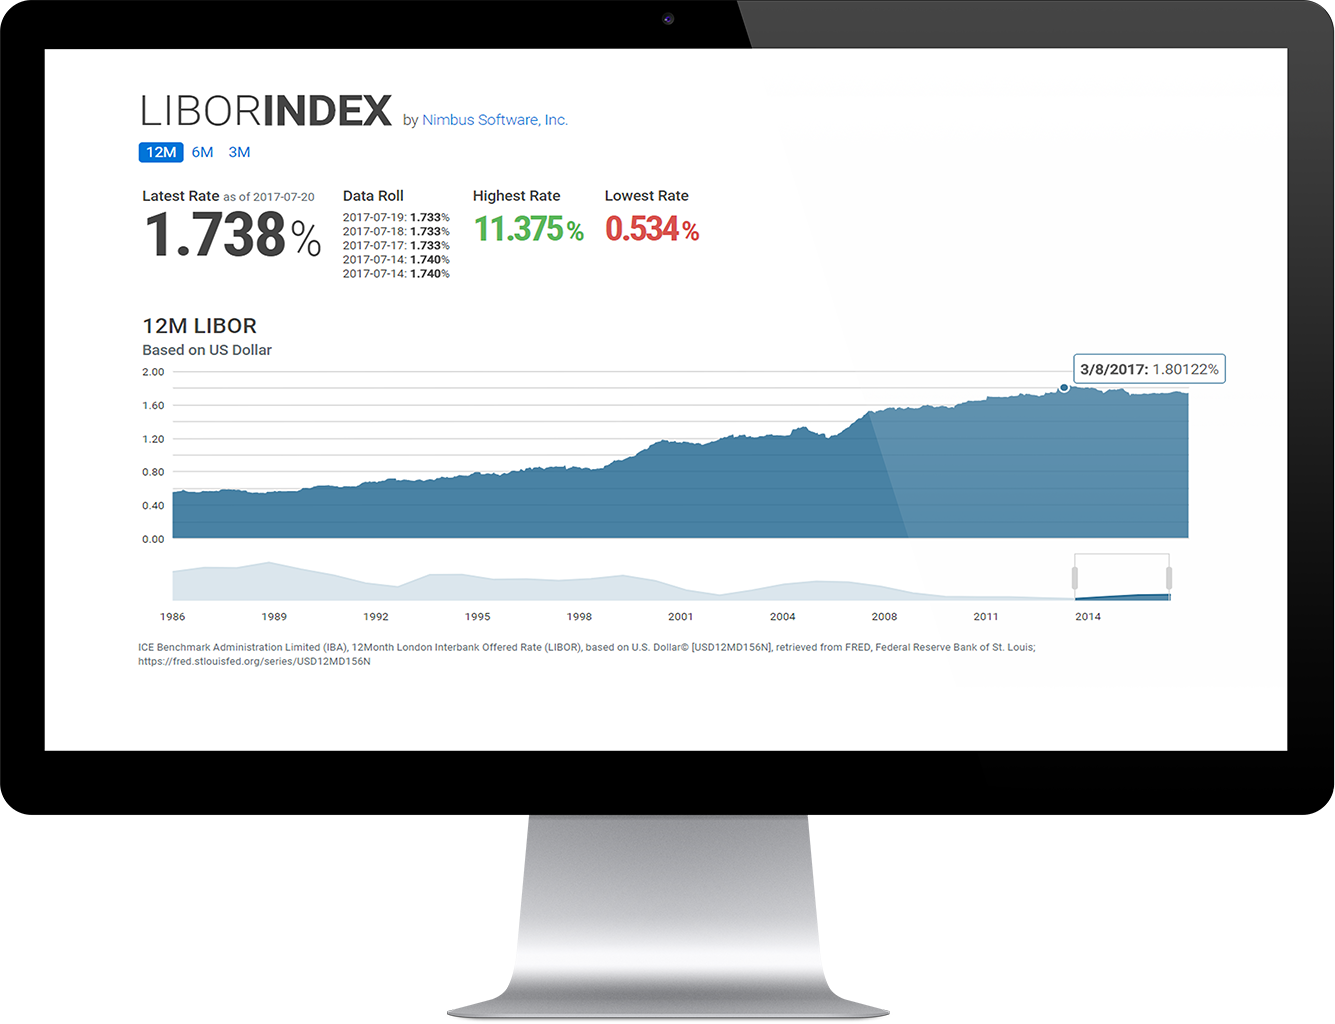 LIBORINDEX by Nimbus Software, Inc.
12M 6M 3M
Latest Rate as of 2017-07-20
1.738%
Data Roll
2017-07-19: 1.733%
2017-07-18: 1.733%
2017-07-17: 1.733%
2017-07-14: 1.740%
2017-07-14: 1.740%
Highest Rate
11.375%
Lowest Rate
0.534%
12M LIBOR
Based on US Dollar
3/8/2017: 1.80122%
2.00
1.60
1.20
0.80
0.40
0.00
1986 1989 1992 1995 1998 2001 2004 2008 2011 2014
ICE Benchmark Administration Limited (IBA), 12Month London Interbank Offered Rate (LIBOR), based on U.S. Dollar© [USD12MD156N], retrieved from FRED, Federal Reserve Bank of St. Louis;
https://fred.stlouisfed.org/series/USD12MD156N